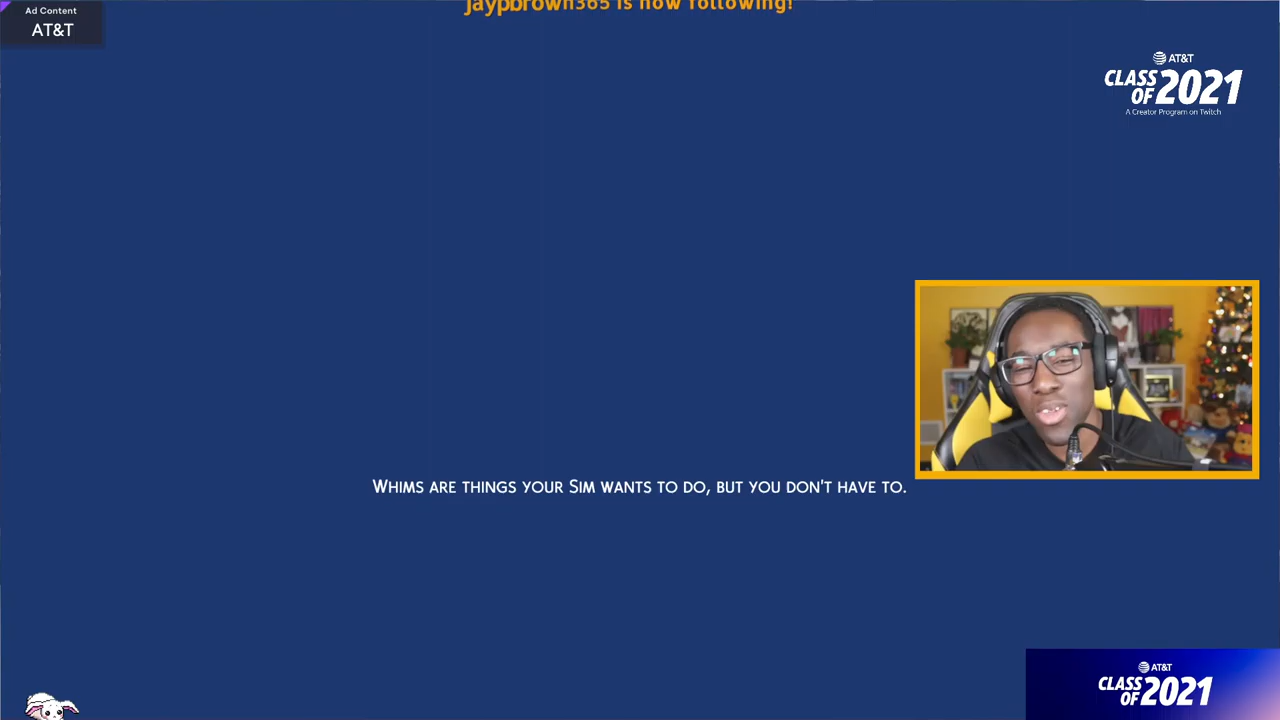 jaypbrown365 is now following!
Ad Content
AT&T
AT&T
CLASS
OF 2021
A Creator Program on Twitch
WHIMS ARE THINGS YOUR SIM WANTS TO DO, BUT YOU DON'T HAVE TO.
AT&T
CLASS
OF 2021